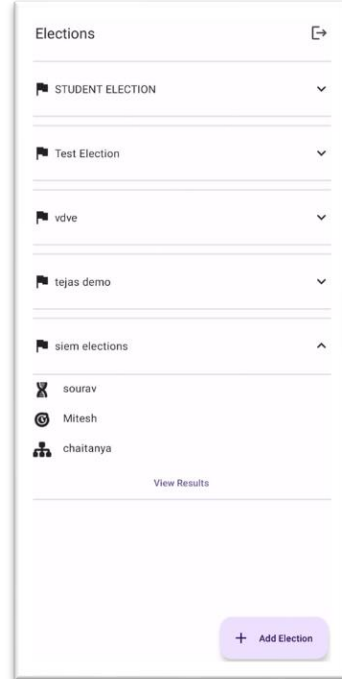 Elections
STUDENT ELECTION
Test Election
vdve
tejas demo
siem elections
sourav
Mitesh
chaitanya
View Results
Add Election